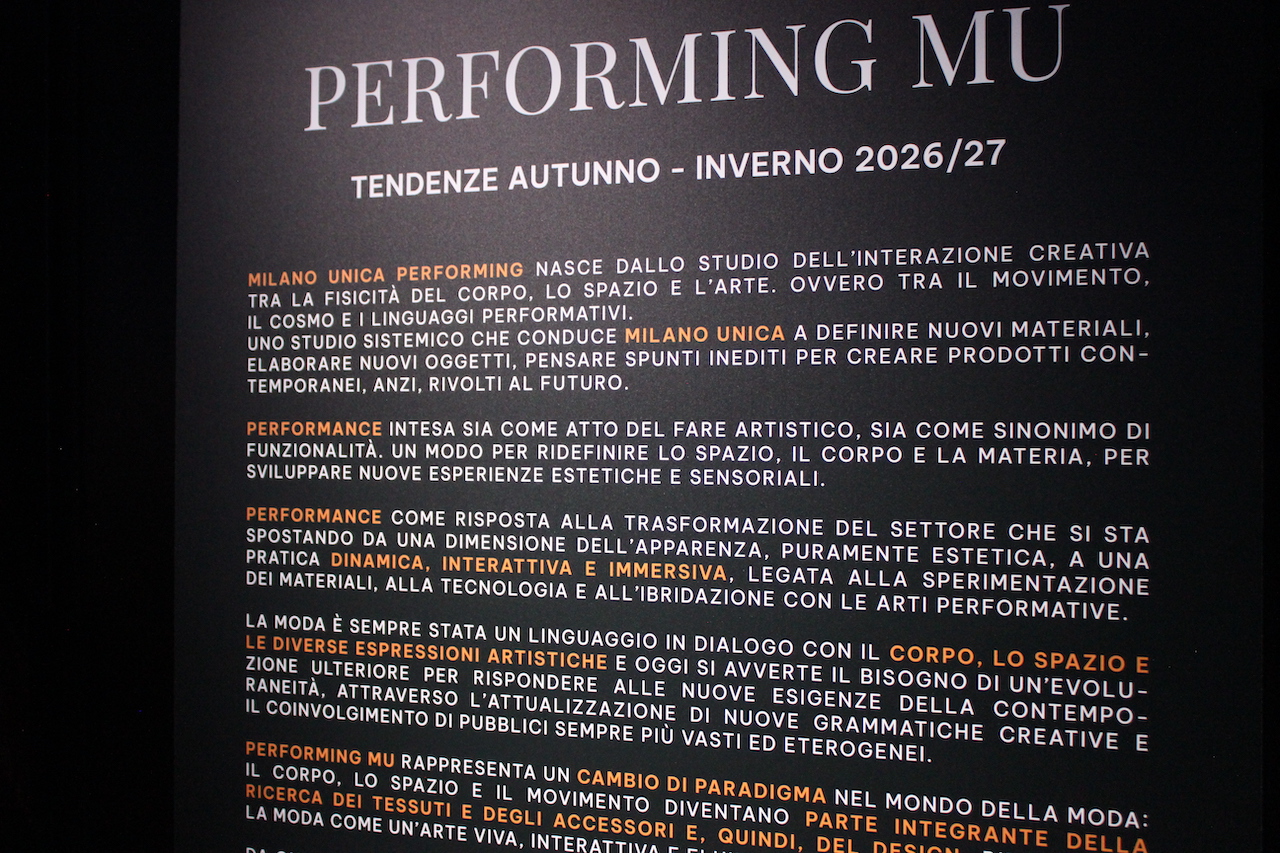 PERFORMING MU
TENDENZE AUTUNNO - INVERNO 2026/27
MILANO UNICA PERFORMING NASCE DALLO STUDIO DELL'INTERAZIONE CREATIVA
TRA LA FISICITÀ DEL CORPO, LO SPAZIO E L'ARTE. OVVERO TRA IL MOVIMENTO,
IL COSMO E I LINGUAGGI PERFORMATIVI.
UNO STUDIO SISTEMICO CHE CONDUCE MILANO UNICA A DEFINIRE NUOVI MATERIALI,
ELABORARE NUOVI OGGETTI, PENSARE SPUNTI INEDITI PER CREARE PRODOTTI CON-
TEMPORANEI, ANZI, RIVOLTI AL FUTURO.
PERFORMANCE INTESA SIA COME ATTO DEL FARE ARTISTICO, SIA COME SINONIMO DI
FUNZIONALITÀ. UN MODO PER RIDEFINIRE LO SPAZIO, IL CORPO E LA MATERIA, PER
SVILUPPARE NUOVE ESPERIENZE ESTETICHE E SENSORIALI.
PERFORMANCE COME RISPOSTA ALLA TRASFORMAZIONE DEL SETTORE CHE SI STA
SPOSTANDO DA UNA DIMENSIONE DELL'APPARENZA, PURAMENTE ESTETICA, A UNA
PRATICA DINAMICA, INTERATTIVA E IMMERSIVA, LEGATA ALLA SPERIMENTAZIONE
DEI MATERIALI, ALLA TECNOLOGIA E ALL'IBRIDAZIONE CON LE ARTI PERFORMATIVE.
LA MODA È SEMPRE STATA UN LINGUAGGIO IN DIALOGO CON IL CORPO, LO SPAZIO E
LE DIVERSE ESPRESSIONI ARTISTICHE E OGGI SI AVVERTE IL BISOGNO DI UN'EVOLU-
ZIONE ULTERIORE PER RISPONDERE ALLE NUOVE ESIGENZE DELLA CONTEMPO-
RANEITÀ, ATTRAVERSO L'ATTUALIZZAZIONE DI NUOVE GRAMMATICHE CREATIVE E
IL COINVOLGIMENTO DI PUBBLICI SEMPRE PIÙ VASTI ED ETEROGENEI.
PERFORMING MU RAPPRESENTA UN CAMBIO DI PARADIGMA NEL MONDO DELLA MODA:
IL CORPO, LO SPAZIO E IL MOVIMENTO DIVENTANO PARTE INTEGRANTE DELLA
RICERCA DEI TESSUTI E DEGLI ACCESSORI E, QUINDI, DEL DESIGN
LA MODA COME UN'ARTE VIVA, INTERATTIVA E